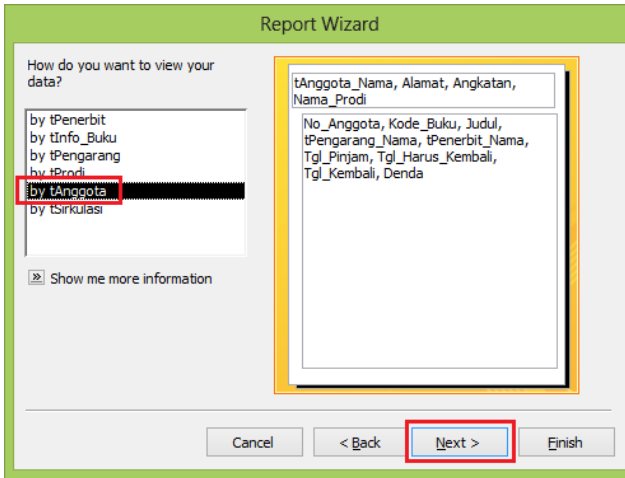 Report Wizard
How do you want to view your
data?
by tPenerbit
by tInfo_Buku
by tPengarang
by tProdi
by tAnggota
by tSirkulasi
Show me more information
tAnggota_Nama, Alamat, Angkatan,
Nama_Prodi
No_Anggota, Kode_Buku, Judul,
tPengarang_Nama, tPenerbit_Nama,
Tgl_Pinjam, Tgl_Harus_Kembali,
Tgl_Kembali, Denda
Cancel
< Back
Next >
Finish